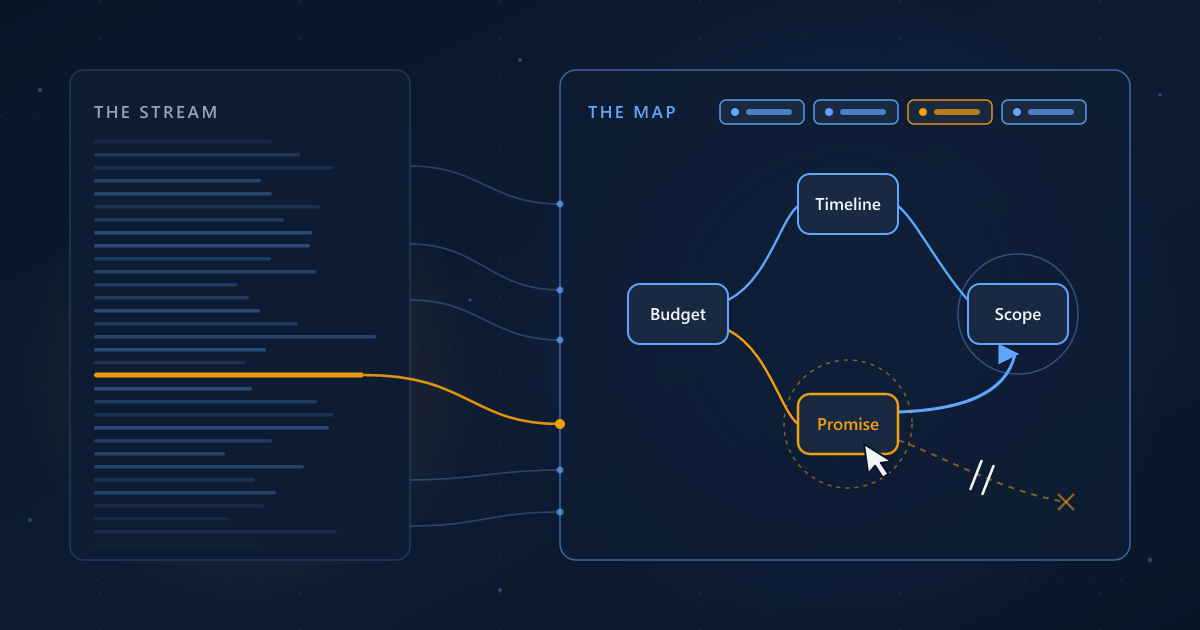 THE STREAM
THE MAP
Timeline
Budget
Scope
Promise